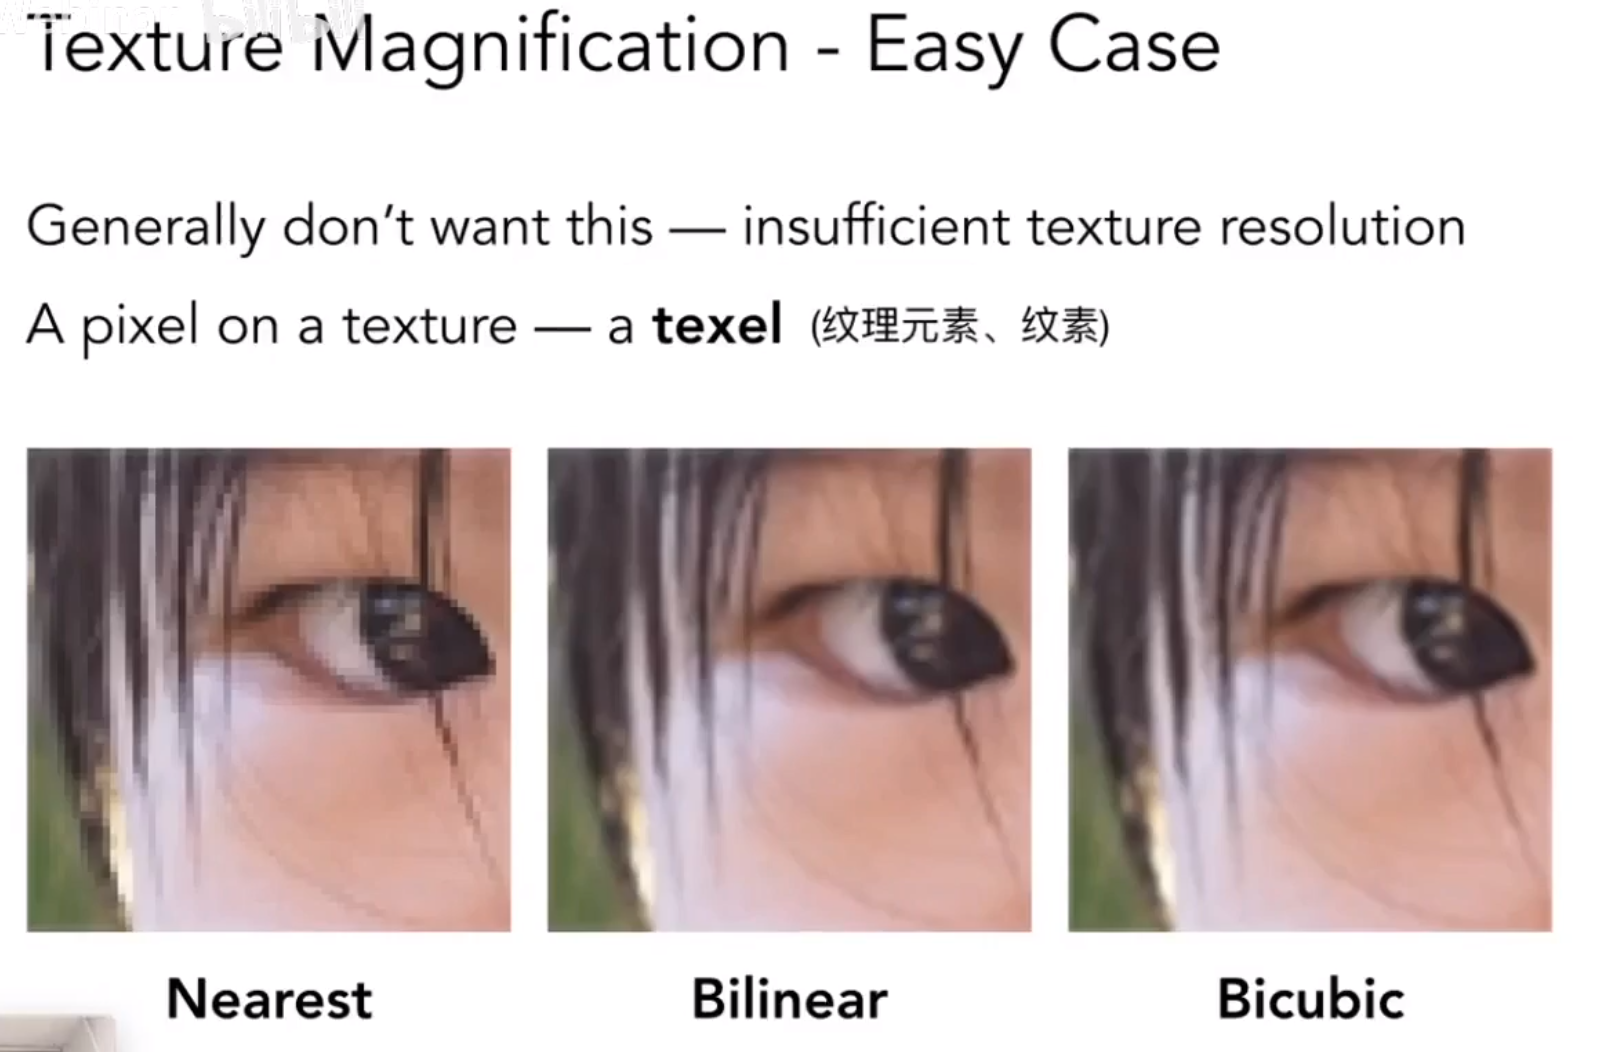 Texture Magnification - Easy Case
Generally don’t want this — insufficient texture resolution
A pixel on a texture — a texel (纹理元素、纹素)
Nearest
Bilinear
Bicubic